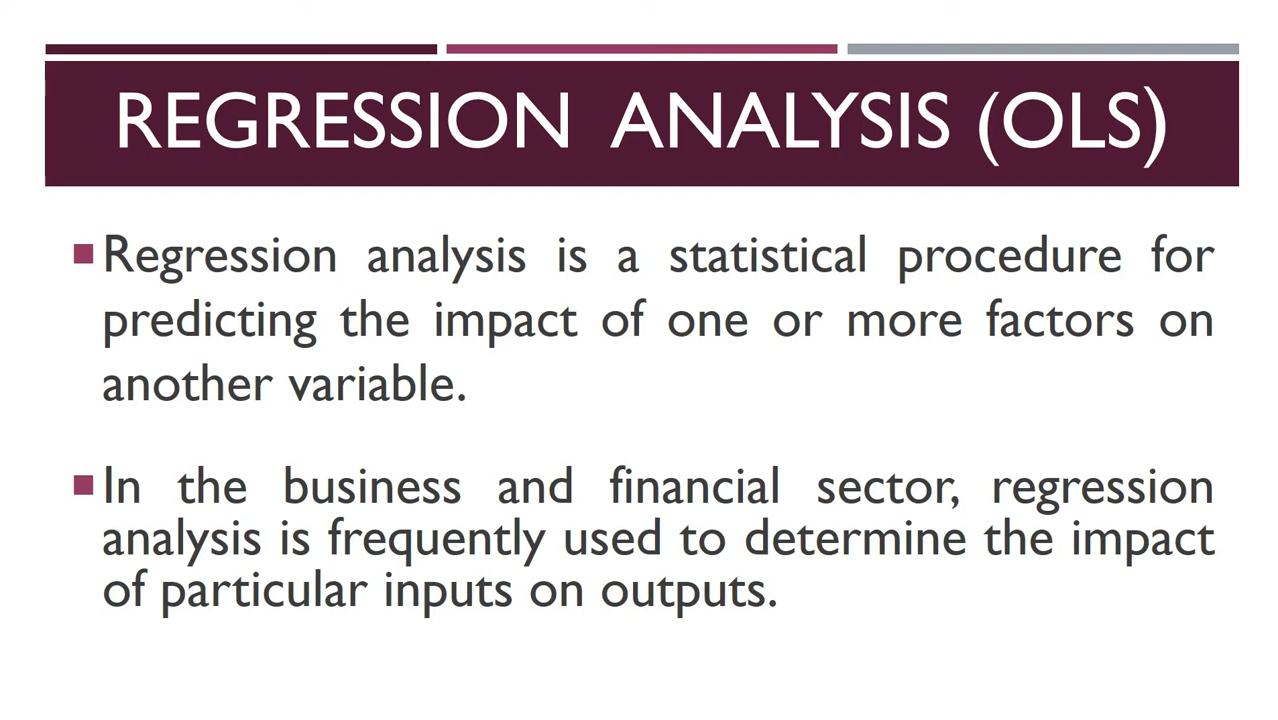 REGRESSION ANALYSIS (OLS)
Regression analysis is a statistical procedure for
predicting the impact of one or more factors on
another variable.
In the business and financial sector, regression
analysis is frequently used to determine the impact
of particular inputs on outputs.